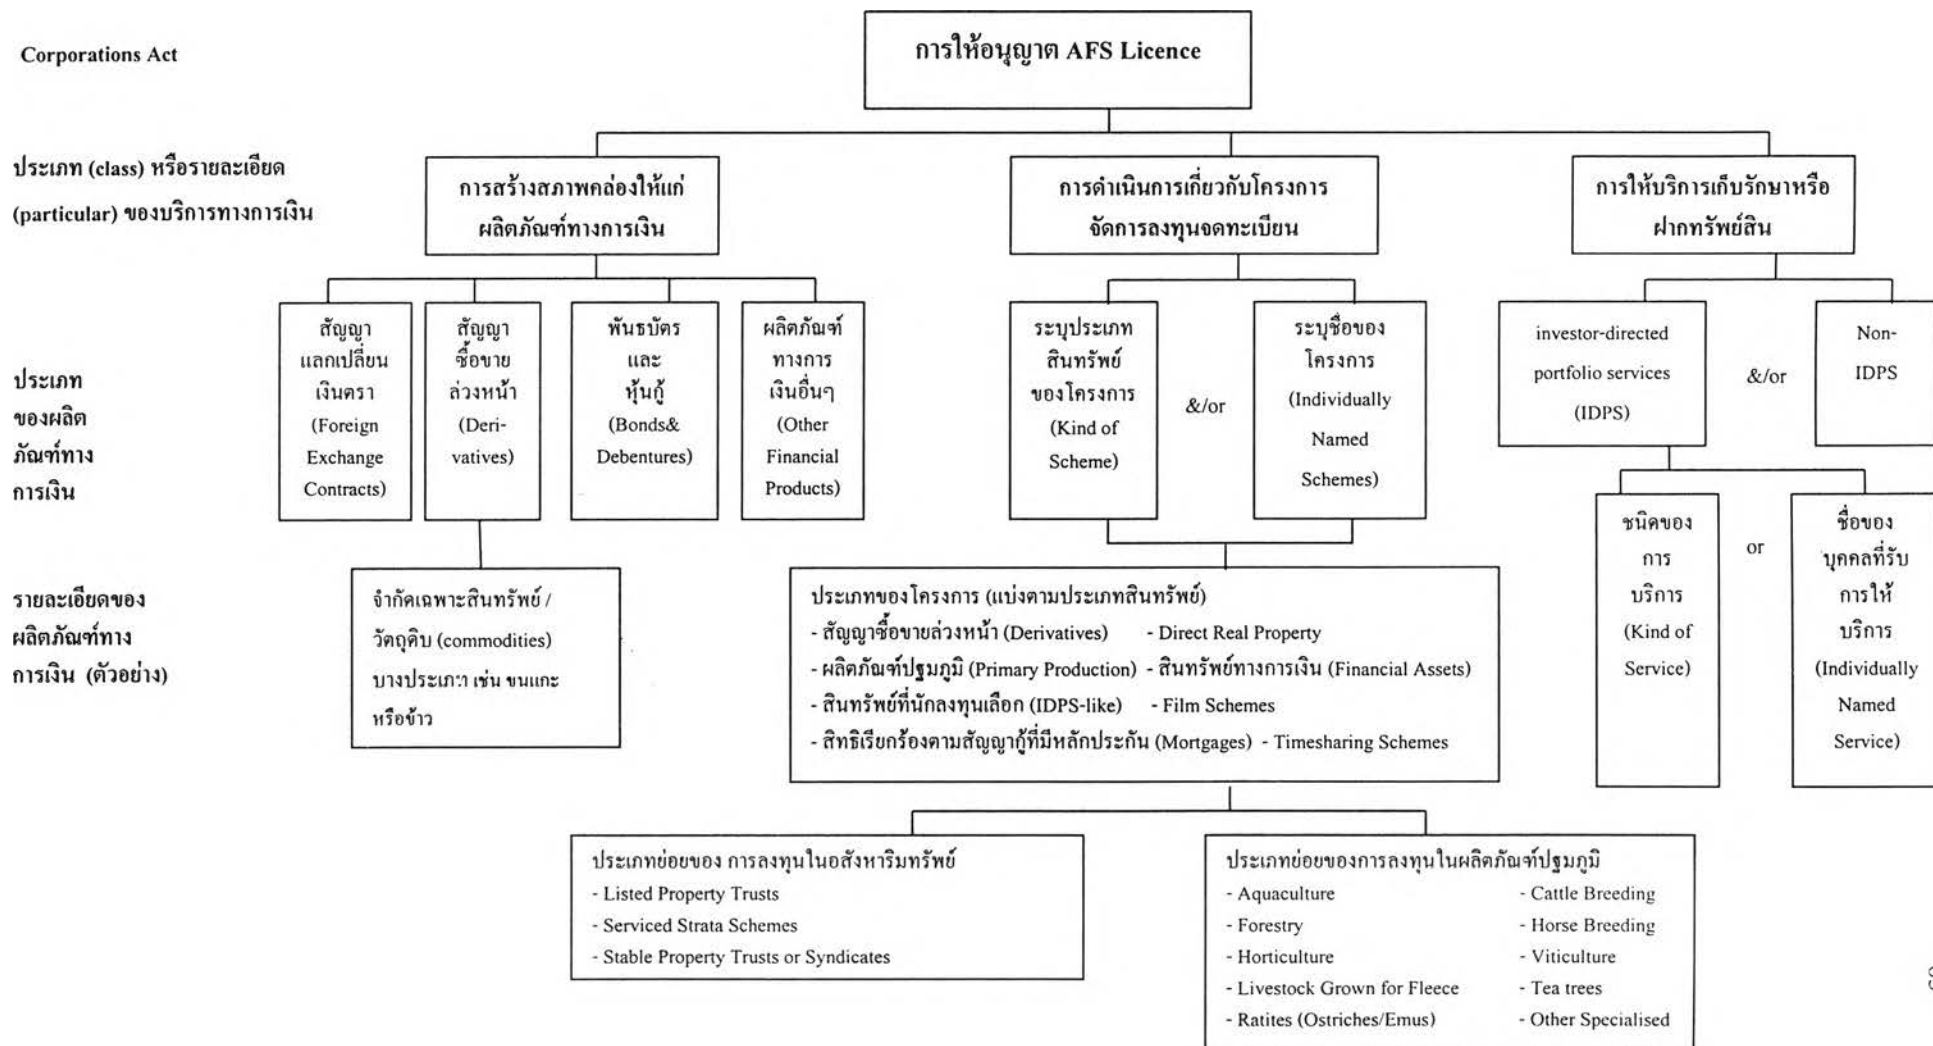 Corporations Act
การให้อนุญาต AFS Licence
ประเภท (class) หรือรายละเอียด
(particular) ของบริการทางการเงิน
การสร้างสภาพคล่องให้แก่
ผลิตภัณฑ์ทางการเงิน
การดำเนินการเกี่ยวกับโครงการ
จัดการลงทุนจดทะเบียน
การให้บริการเก็บรักษาหรือ
ฝากทรัพย์สิน
ประเภท
ของผลิต
ภัณฑ์ทาง
การเงิน
สัญญา
แลกเปลี่ยน
เงินตรา
(Foreign
Exchange
Contracts)
สัญญา
ซื้อขาย
ล่วงหน้า
(Deri-
vatives)
พันธบัตร
และ
หุ้นกู้
(Bonds&
Debentures)
ผลิตภัณฑ์
ทางการ
เงินอื่นๆ
(Other
Financial
Products)
ระบุประเภท
สินทรัพย์
ของโครงการ
(Kind of
Scheme)
&/or
ระบุชื่อของ
โครงการ
(Individually
Named
Schemes)
investor-directed
portfolio services
(IDPS)
&/or
Non-
IDPS
ชนิดของ
การ
บริการ
(Kind of
Service)
or
ชื่อของ
บุคคลที่รับ
การให้
บริการ
(Individually
Named
Service)
รายละเอียดของ
ผลิตภัณฑ์ทาง
การเงิน (ตัวอย่าง)
จำกัดเฉพาะสินทรัพย์ /
วัตถุดิบ (commodities)
บางประเภท เช่น ขนแกะ
หรือข้าว
ประเภทของโครงการ (แบ่งตามประเภทสินทรัพย์)
- สัญญาซื้อขายล่วงหน้า (Derivatives) - Direct Real Property
- ผลิตภัณฑ์ปฐมภูมิ (Primary Production) - สินทรัพย์ทางการเงิน (Financial Assets)
- สินทรัพย์ที่นักลงทุนเลือก (IDPS-like) - Film Schemes
- สิทธิเรียกร้องตามสัญญากู้ที่มีหลักประกัน (Mortgages) - Timesharing Schemes
ประเภทย่อยของ การลงทุนในอสังหาริมทรัพย์
- Listed Property Trusts
- Serviced Strata Schemes
- Stable Property Trusts or Syndicates
ประเภทย่อยของการลงทุนในผลิตภัณฑ์ปฐมภูมิ
- Aquaculture - Cattle Breeding
- Forestry - Horse Breeding
- Horticulture - Viticulture
- Livestock Grown for Fleece - Tea trees
- Ratites (Ostriches/Emus) - Other Specialised